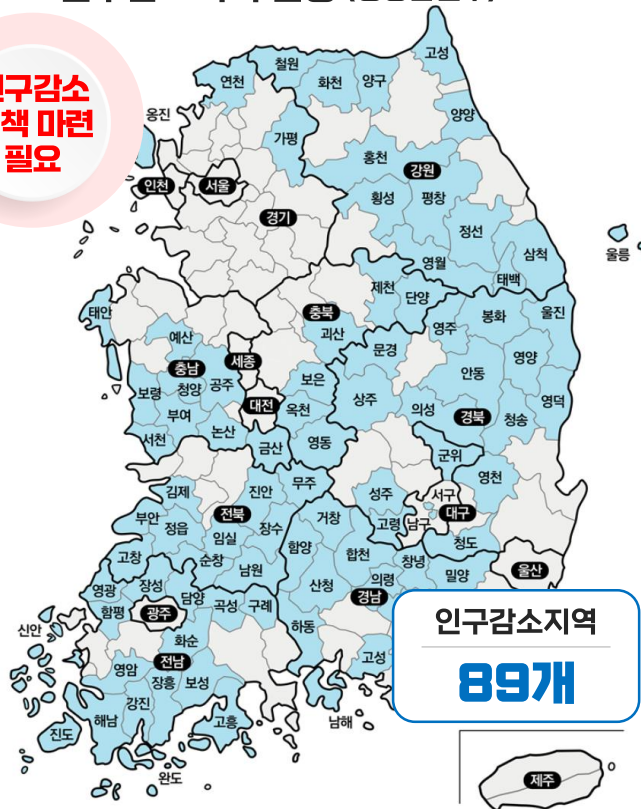 구감소
책 마련
필요
고성
철원
연천
화천
양구
옹진
양양
가평
홍천
강원
인천
서울
횡성
평창
경기
정선
삼척
울릉
영월
태백
제천
단양
태안
충북
봉화
울진
영주
예산
괴산
문경
세종
영양
충남
안동
보은
보령
청양
공주
상주
영덕
대전
옥천
의성
경북
부여
청송
서천
논산
금산
영동
군위
무주
영천
김제
진안
성주
서구
전북
거창
대구
부안
정읍
장수
고령
남구
임실
함양
합천
청도
고창
순창
창녕
남원
산청
의령
밀양
울산
영광
장성
담양
경남
함평
광주
곡성
구례
신안
하동
화순
고성
영암
전남
장흥
보성
강진
해남
고흥
진도
남해
완도
인구감소지역
89개
제주